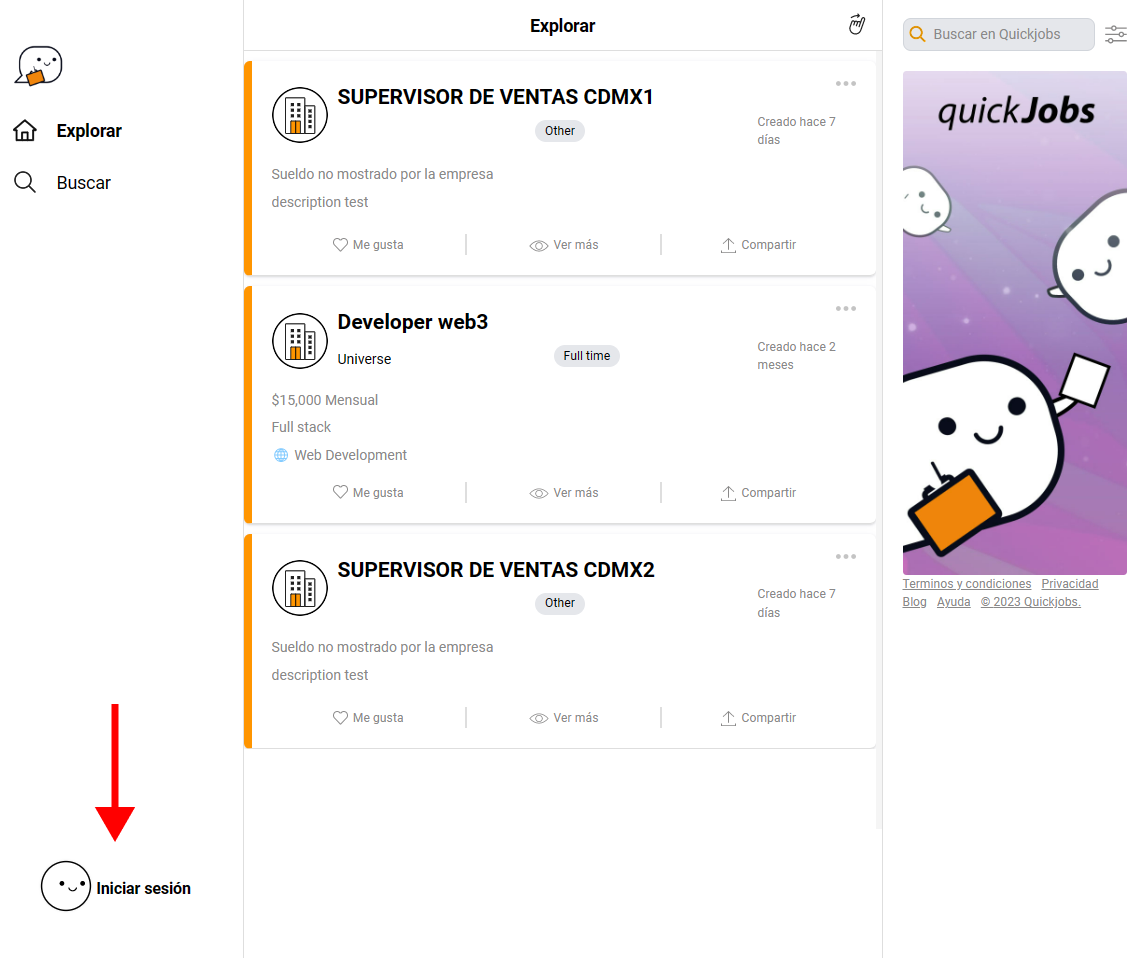 Explorar
Buscar
Iniciar sesión
Explorar
SUPERVISOR DE VENTAS CDMX1
Other
Creado hace 7
días
Sueldo no mostrado por la empresa
description test
Me gusta
Ver más
Compartir
Developer web3
Universe
Full time
Creado hace 2
meses
$15,000 Mensual
Full stack
Web Development
Me gusta
Ver más
Compartir
SUPERVISOR DE VENTAS CDMX2
Other
Creado hace 7
días
Sueldo no mostrado por la empresa
description test
Me gusta
Ver más
Compartir
Buscar en Quickjobs
quickJobs
Terminos y condiciones Privacidad
Blog Ayuda © 2023 Quickjobs.